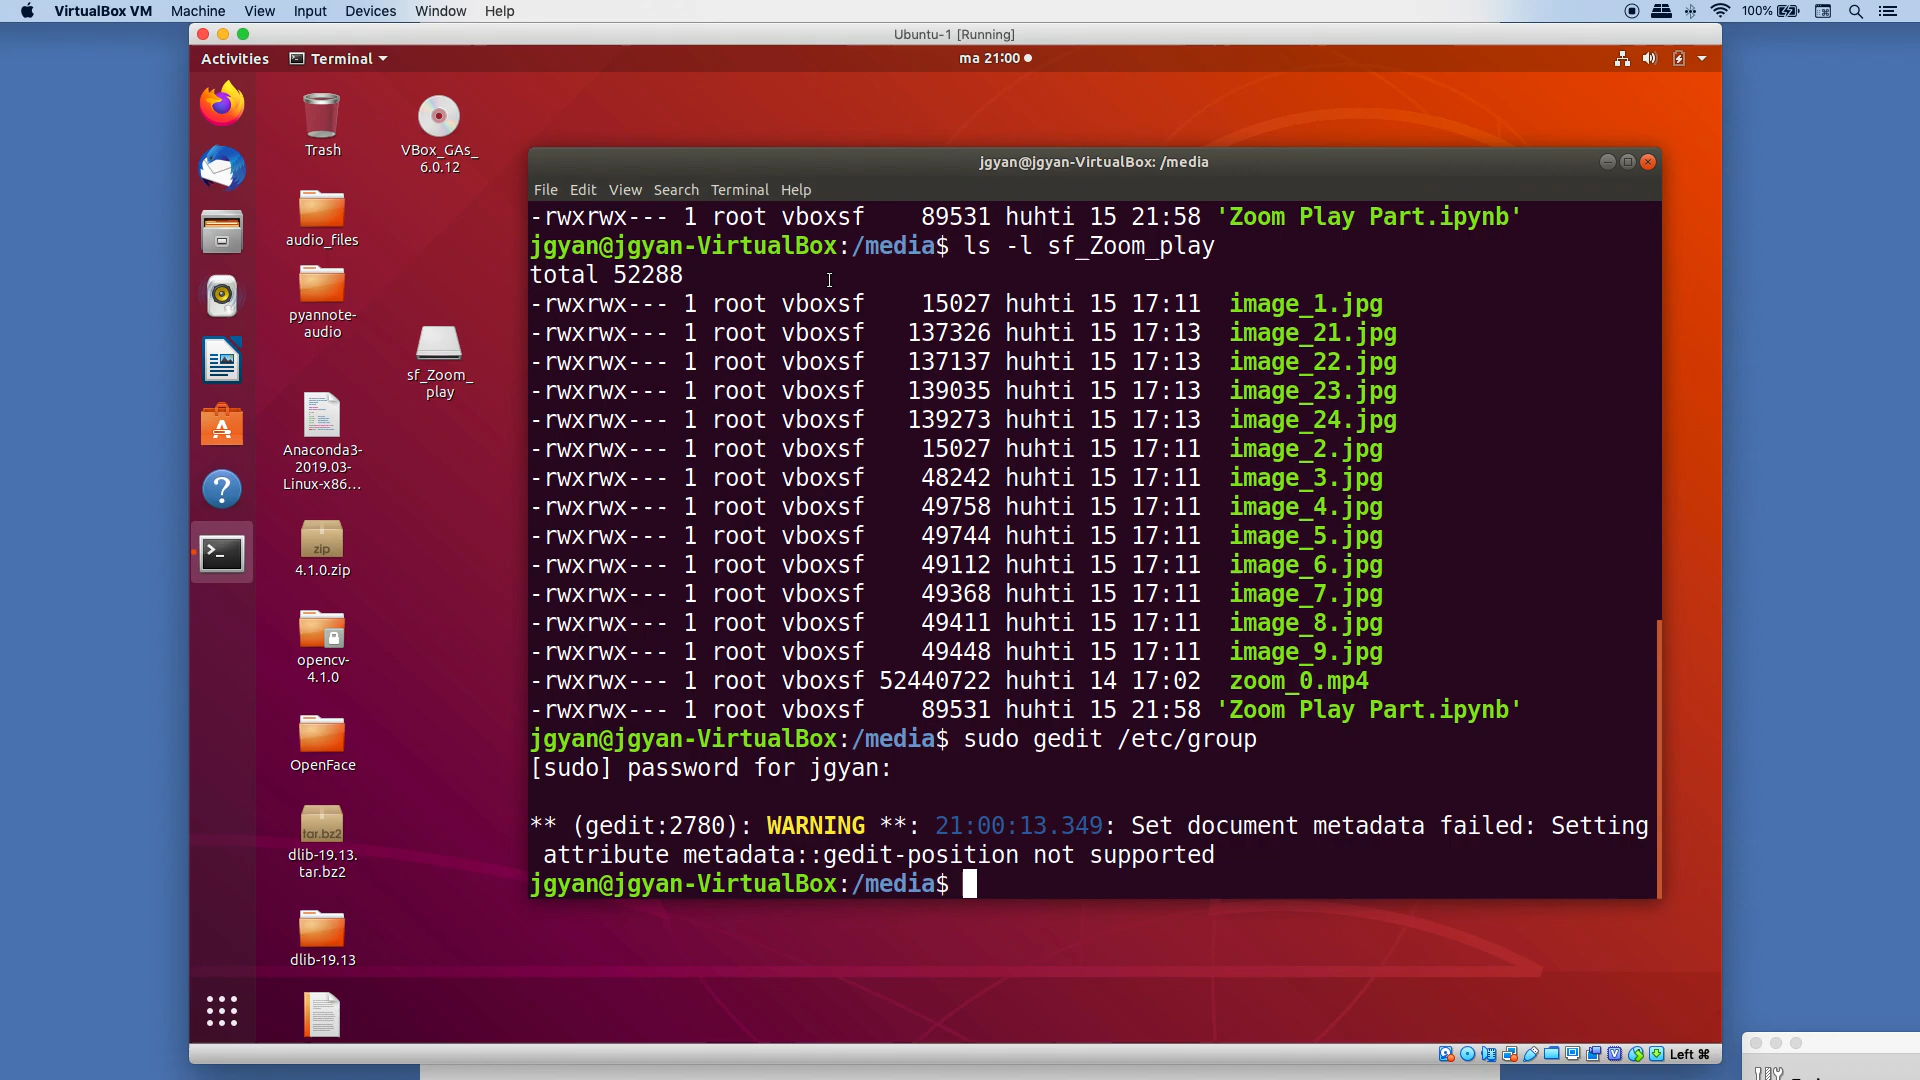 VirtualBox VM Machine View Input Devices Window Help 100%
Ubuntu-1 [Running]
Activities Terminal ma 21:00
Trash
VBox_GAs_
6.0.12
audio_files
pyannote-
audio
sf_Zoom_
play
Anaconda3-
2019.03-
Linux-x86...
zip
4.1.0.zip
opencv-
4.1.0
OpenFace
tar.bz2
dlib-19.13.
tar.bz2
dlib-19.13
jgyan@jgyan-VirtualBox: /media
File Edit View Search Terminal Help
-rwxrwx--- 1 root vboxsf 89531 huhti 15 21:58 'Zoom Play Part.ipynb'
jgyan@jgyan-VirtualBox:/media$ ls -l sf_Zoom_play
total 52288
-rwxrwx--- 1 root vboxsf 15027 huhti 15 17:11 image_1.jpg
-rwxrwx--- 1 root vboxsf 137326 huhti 15 17:13 image_21.jpg
-rwxrwx--- 1 root vboxsf 137137 huhti 15 17:13 image_22.jpg
-rwxrwx--- 1 root vboxsf 139035 huhti 15 17:13 image_23.jpg
-rwxrwx--- 1 root vboxsf 139273 huhti 15 17:13 image_24.jpg
-rwxrwx--- 1 root vboxsf 15027 huhti 15 17:11 image_2.jpg
-rwxrwx--- 1 root vboxsf 48242 huhti 15 17:11 image_3.jpg
-rwxrwx--- 1 root vboxsf 49758 huhti 15 17:11 image_4.jpg
-rwxrwx--- 1 root vboxsf 49744 huhti 15 17:11 image_5.jpg
-rwxrwx--- 1 root vboxsf 49112 huhti 15 17:11 image_6.jpg
-rwxrwx--- 1 root vboxsf 49368 huhti 15 17:11 image_7.jpg
-rwxrwx--- 1 root vboxsf 49411 huhti 15 17:11 image_8.jpg
-rwxrwx--- 1 root vboxsf 49448 huhti 15 17:11 image_9.jpg
-rwxrwx--- 1 root vboxsf 52440722 huhti 14 17:02 zoom_0.mp4
-rwxrwx--- 1 root vboxsf 89531 huhti 15 21:58 'Zoom Play Part.ipynb'
jgyan@jgyan-VirtualBox:/media$ sudo gedit /etc/group
[sudo] password for jgyan:
** (gedit:2780): WARNING **: 21:00:13.349: Set document metadata failed: Setting
attribute metadata::gedit-position not supported
jgyan@jgyan-VirtualBox:/media$
Left ⌘